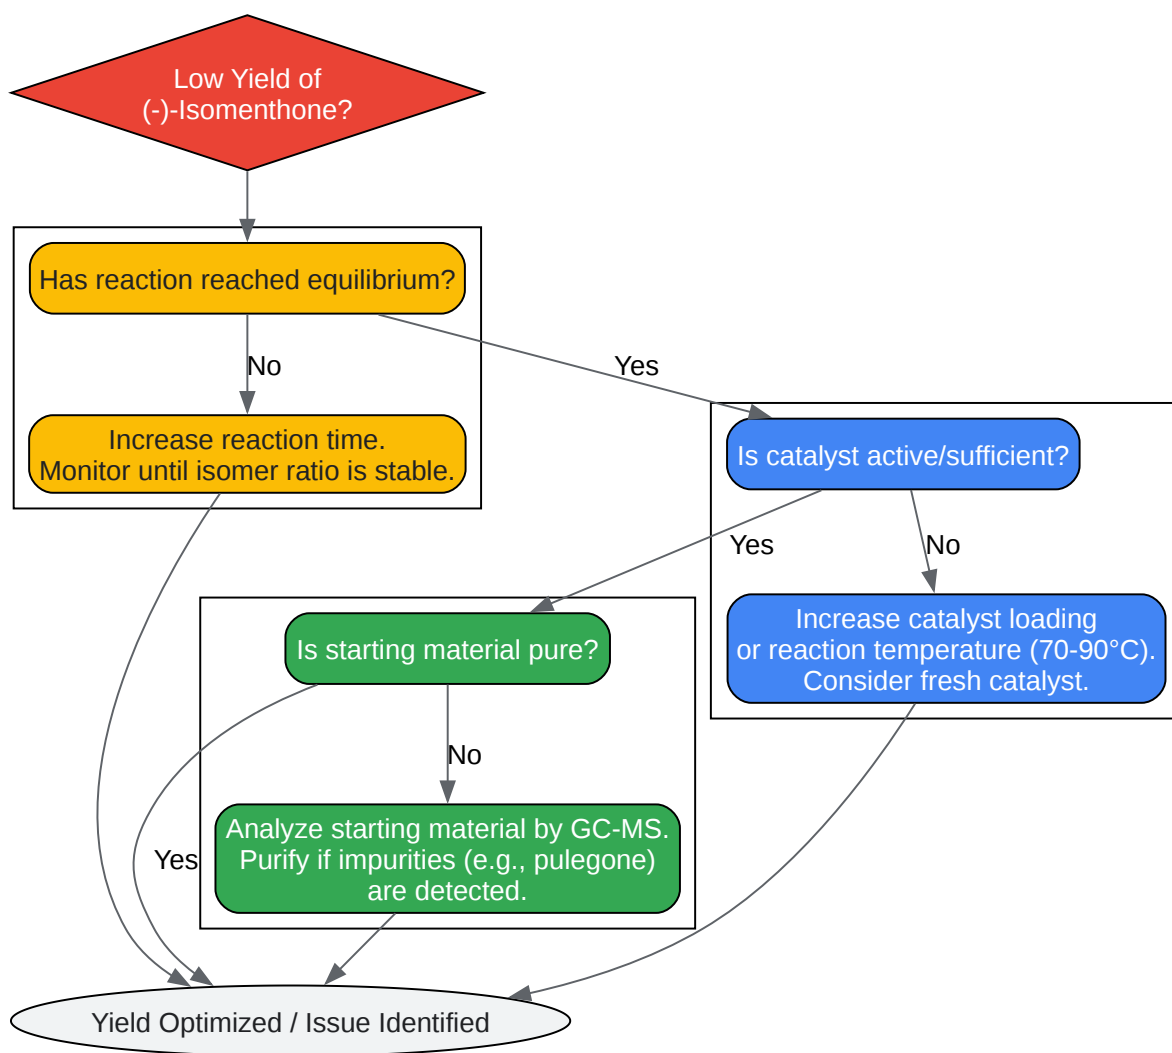 Low Yield of
(-)-Isomenthone?
Has reaction reached equilibrium?
No
Yes
Increase reaction time.
Monitor until isomer ratio is stable.
Is catalyst active/sufficient?
Yes
No
Increase catalyst loading
or reaction temperature (70-90°C).
Consider fresh catalyst.
Is starting material pure?
No
Yes
Analyze starting material by GC-MS.
Purify if impurities (e.g., pulegone)
are detected.
Yield Optimized / Issue Identified